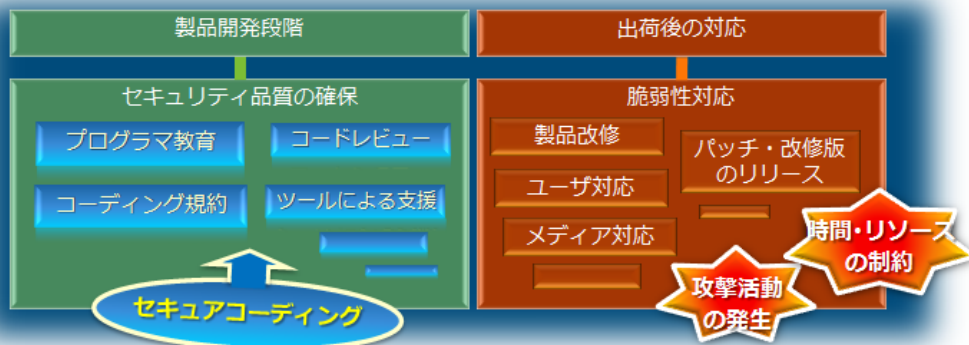 製品開発段階
セキュリティ品質の確保
プログラマ教育
コードレビュー
コーディング規約
ツールによる支援
セキュアコーディング
出荷後の対応
脆弱性対応
製品改修
パッチ・改修版
のリリース
ユーザ対応
メディア対応
時間・リソース
の制約
攻撃活動
の発生